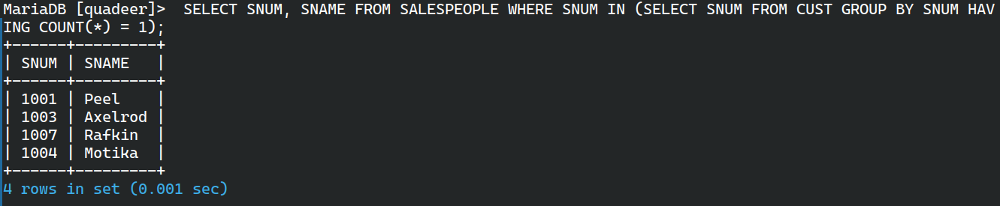 MariaDB [quadeer]>  SELECT SNUM, SNAME FROM SALESPEOPLE WHERE SNUM IN (SELECT SNUM FROM CUST GROUP BY SNUM HAV
ING COUNT(*) = 1);
+------+---------+
| SNUM | SNAME   |
+------+---------+
| 1001 | Peel    |
| 1003 | Axelrod |
| 1007 | Rafkin  |
| 1004 | Motika  |
+------+---------+
4 rows in set (0.001 sec)